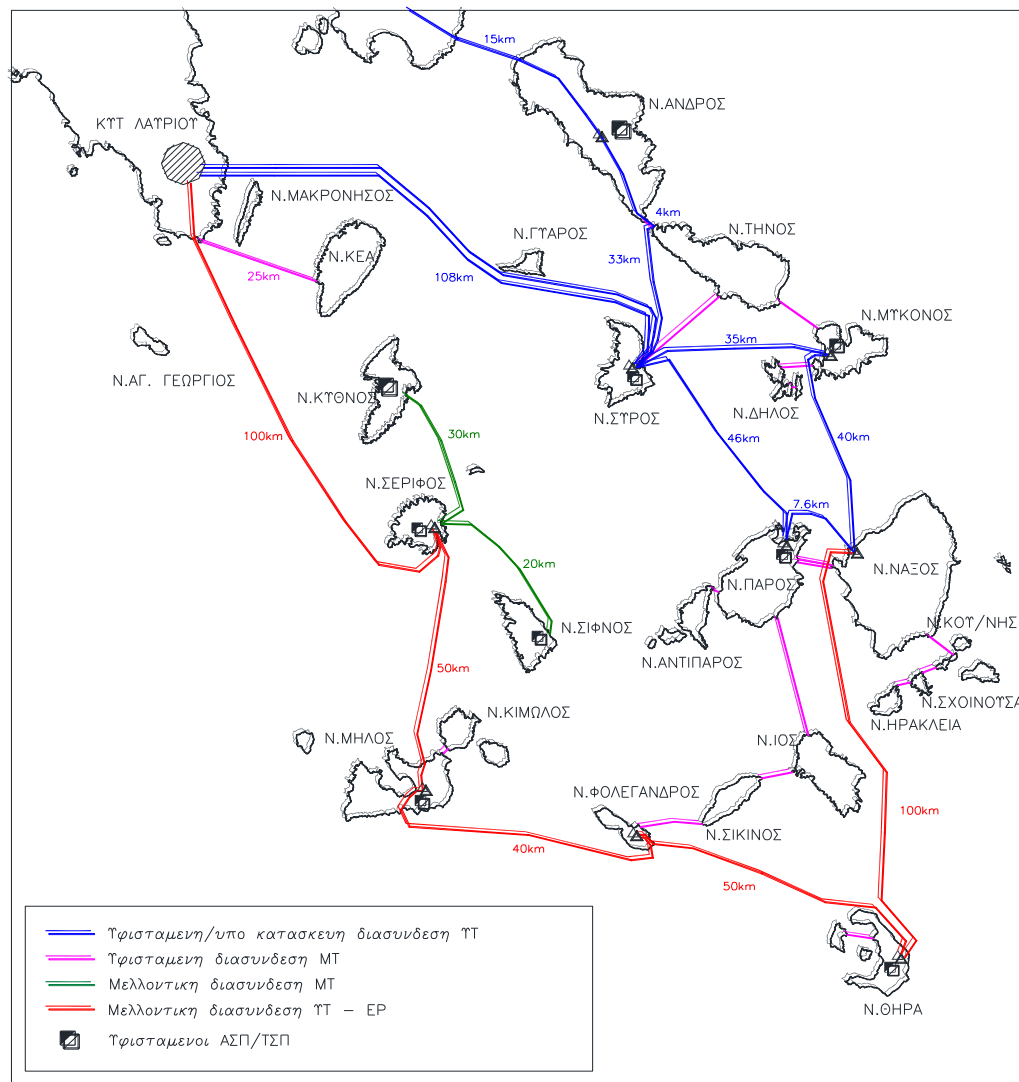 15km
Ν.ΑΝΔΡΟΣ
ΚΥΤ ΛΑΥΡΙΟΥ
Ν.ΜΑΚΡΟΝΗΣΟΣ
4km
Ν.ΤΗΝΟΣ
Ν.ΓΥΑΡΟΣ
33km
Ν.ΚΕΑ
25km
108km
Ν.ΜΥΚΟΝΟΣ
35km
Ν.ΑΓ. ΓΕΩΡΓΙΟΣ
Ν.ΚΥΘΝΟΣ
Ν.ΣΥΡΟΣ
Ν.ΔΗΛΟΣ
100km
30km
46km
40km
Ν.ΣΕΡΙΦΟΣ
7.6km
20km
Ν.ΠΑΡΟΣ
Ν.ΝΑΞΟΣ
Ν.ΣΙΦΝΟΣ
Ν.ΚΟΥ/ΝΗΣ
Ν.ΑΝΤΙΠΑΡΟΣ
50km
Ν.ΣΧΟΙΝΟΥΣΑ
Ν.ΚΙΜΩΛΟΣ
Ν.ΗΡΑΚΛΕΙΑ
Ν.ΜΗΛΟΣ
Ν.ΙΟΣ
Ν.ΦΟΛΕΓΑΝΔΡΟΣ
100km
Ν.ΣΙΚΙΝΟΣ
40km
50km
Υφισταμενη/υπο κατασκευη διασυνδεση ΥΤ
Υφισταμενη διασυνδεση ΜΤ
Μελλοντικη διασυνδεση ΜΤ
Μελλοντικη διασυνδεση ΥΤ – ΕΡ
Υφισταμενοι ΑΣΠ/ΤΣΠ
Ν.ΘΗΡΑ